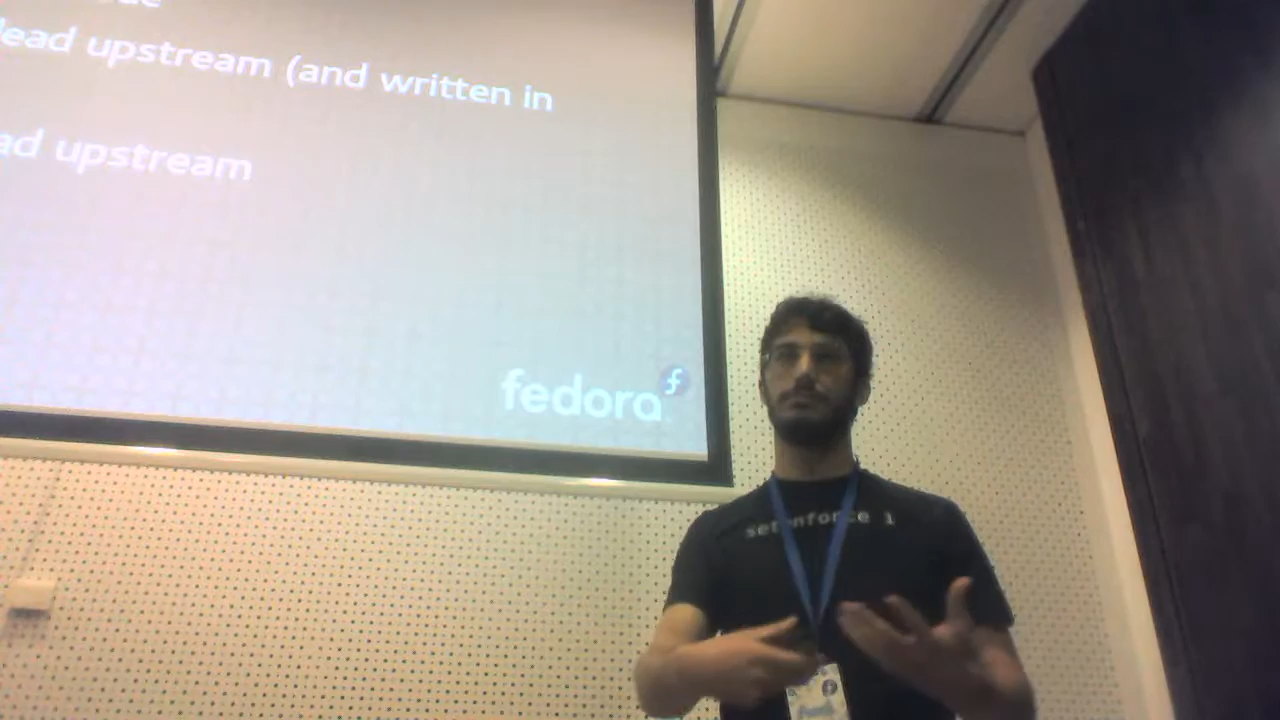 lead upstream (and written in
ad upstream
fedora f
setenforce 1